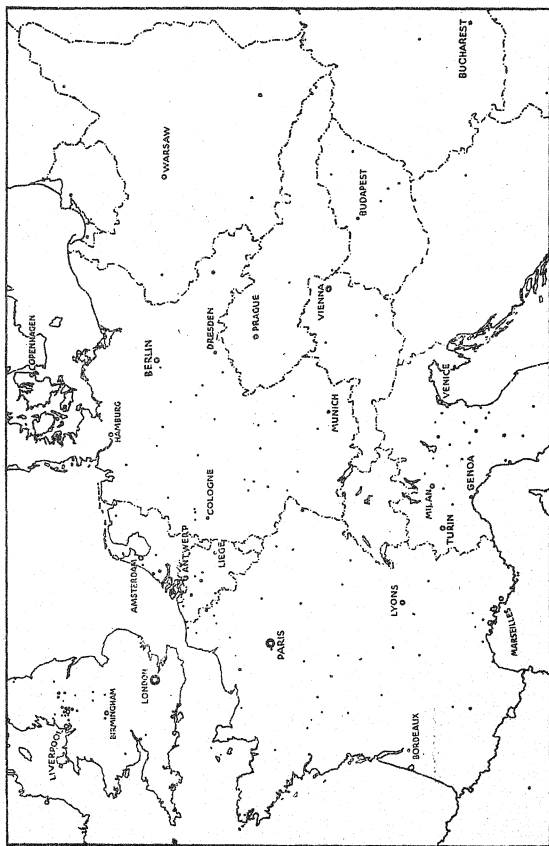 COPENHAGEN
HAMBURG
LIVERPOOL
BIRMINGHAM
LONDON
AMSTERDAM
ANTWERP
LIEGE
COLOGNE
BERLIN
DRESDEN
WARSAW
PRAGUE
PARIS
MUNICH
VIENNA
BUDAPEST
BUCHAREST
LYONS
BORDEAUX
MILAN
TURIN
GENOA
VENICE
MARSEILLES